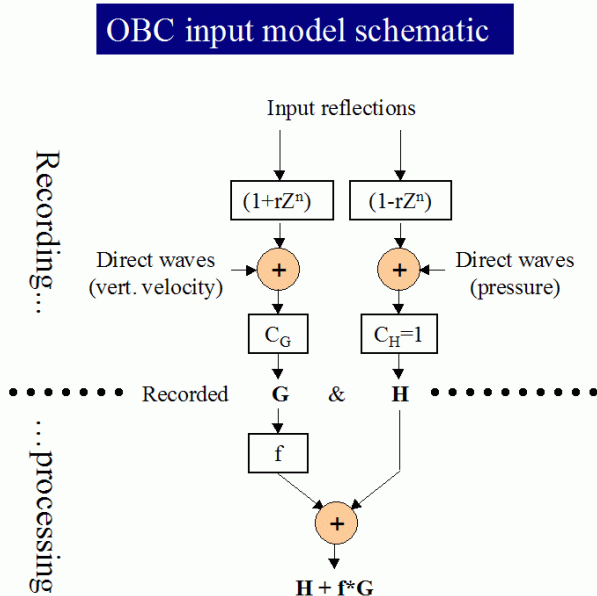 OBC input model schematic
Input reflections
Recording...
(1+rZⁿ) (1-rZⁿ)
+ +
Direct waves
(vert. velocity)
Direct waves
(pressure)
C_G C_H=1
Recorded G & H
....processing
f
+
H + f*G